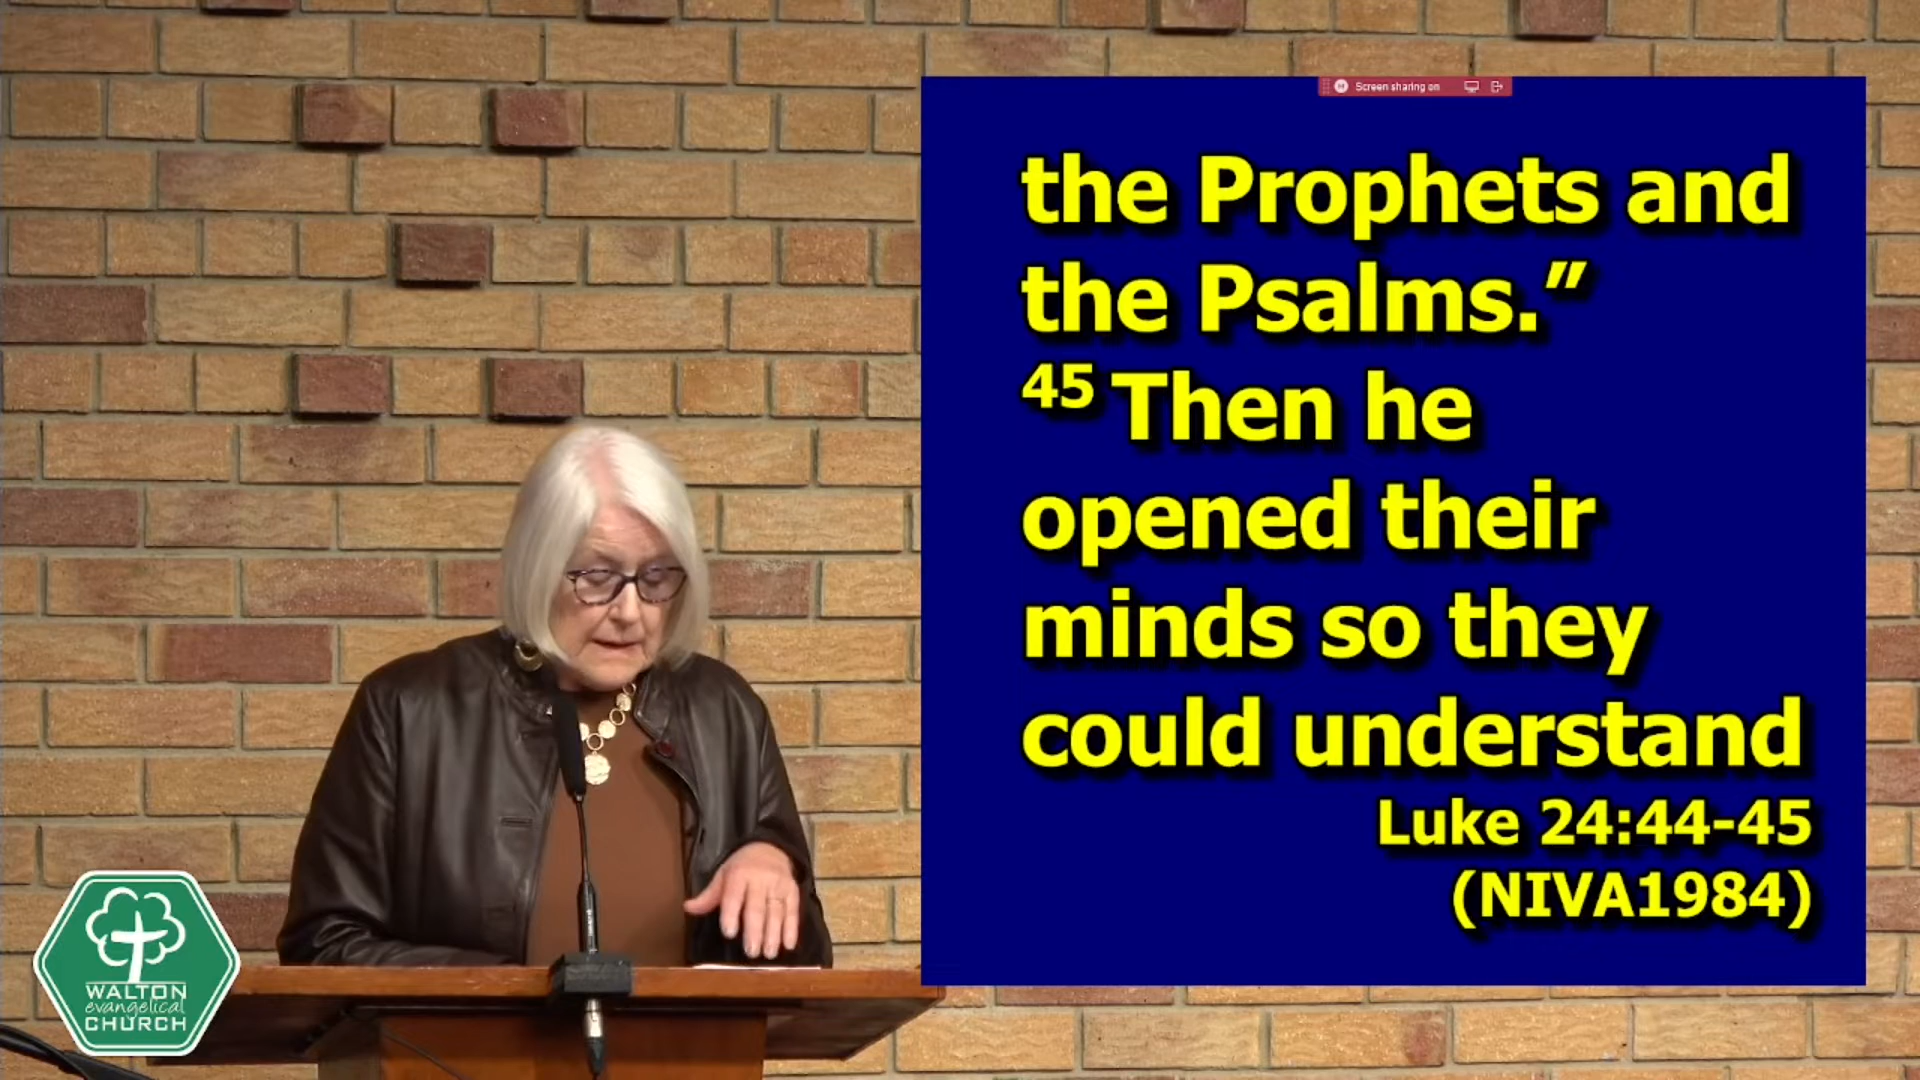 Screen sharing on
the Prophets and
the Psalms.”
45 Then he
opened their
minds so they
could understand
Luke 24:44-45
(NIVA1984)
WALTON
evangelical
CHURCH